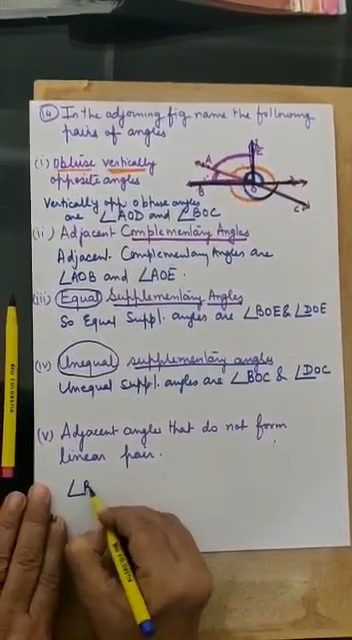 (14) In the adjoining fig name the following
pairs of angles
(i) Obtuse vertically
opposite angles
Vertically opp obtuse angles
are ∠AOD and ∠BOC
(ii) Adjacent Complementary Angles
Adjacent Complementary Angles are
∠AOB and ∠AOE.
(iii) Equal Supplementary Angles
So Equal Suppl. angles are ∠BOE & ∠DOE
(iv) Unequal supplementary angles
Unequal Suppl. angles are ∠BOC & ∠DOC
(v) Adjacent angles that do not form
linear pair.
A
E
B
C